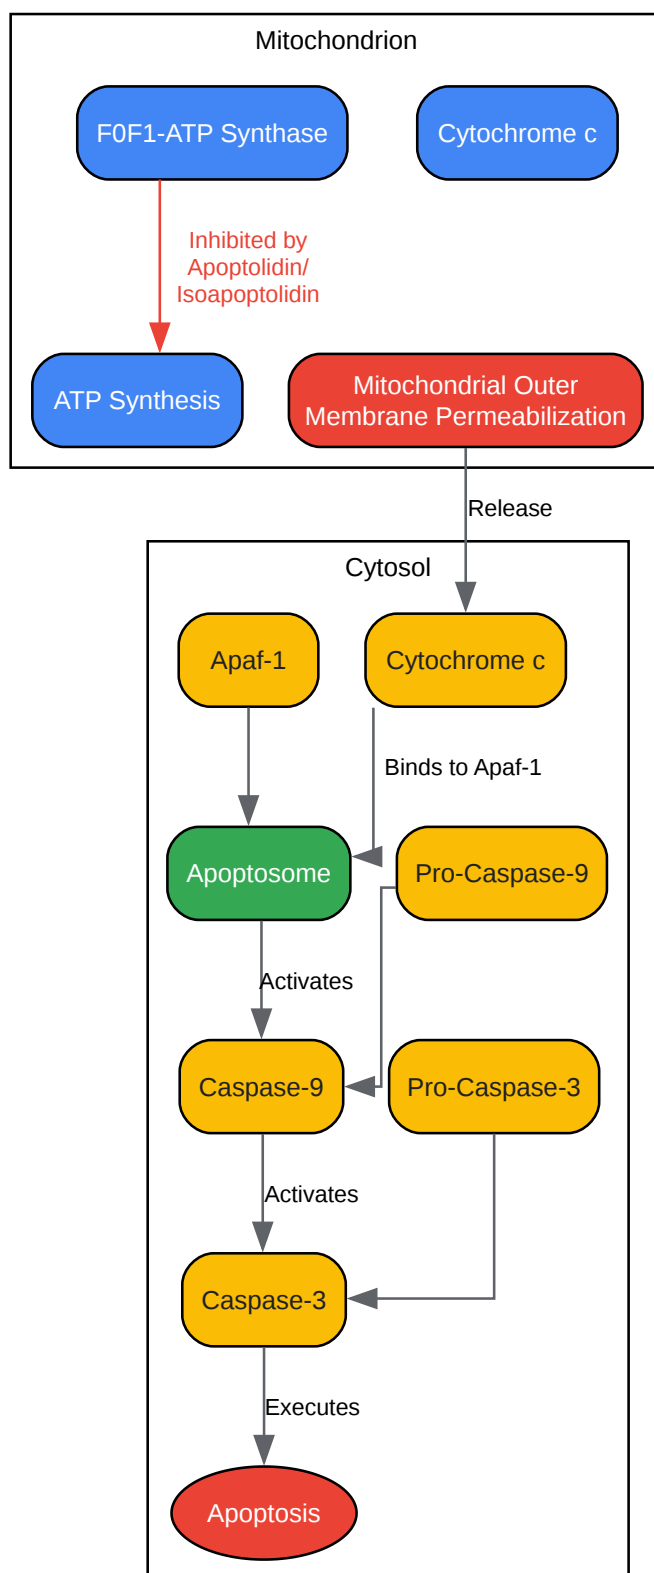 Mitochondrion
F0F1-ATP Synthase
Cytochrome c
Inhibited by
Apoptolidin/
Isoapoptolidin
ATP Synthesis
Mitochondrial Outer
Membrane Permeabilization
Release
Cytosol
Apaf-1
Cytochrome c
Binds to Apaf-1
Apoptosome
Pro-Caspase-9
Activates
Caspase-9
Pro-Caspase-3
Activates
Caspase-3
Executes
Apoptosis